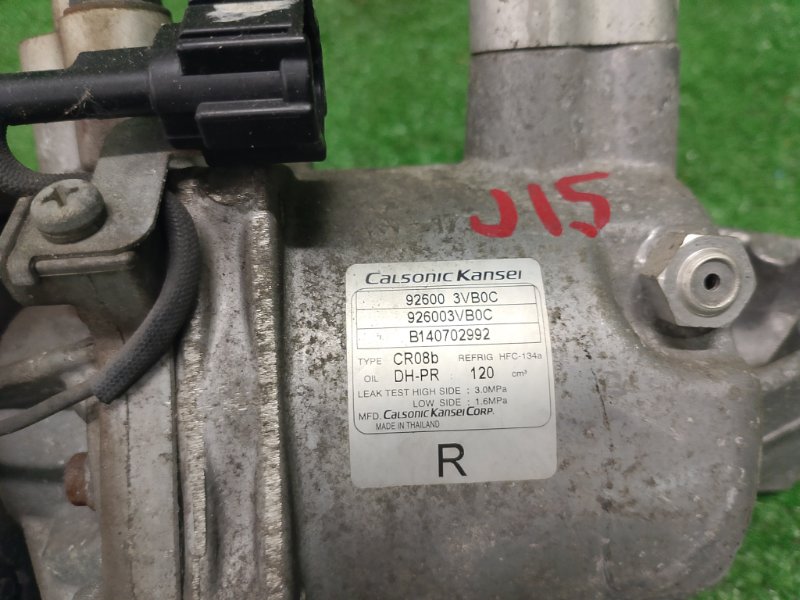 J15
CALSONIC KANSEI
92600 3VB0C
926003VB0C
B140702992
TYPE CR08b REFRIG HFC-134a
OIL DH-PR : 120 cm³
LEAK TEST HIGH SIDE : 3.0MPa
LOW SIDE : 1.6MPa
MFD. CALSONIC KANSEI CORP.
MADE IN THAILAND
R